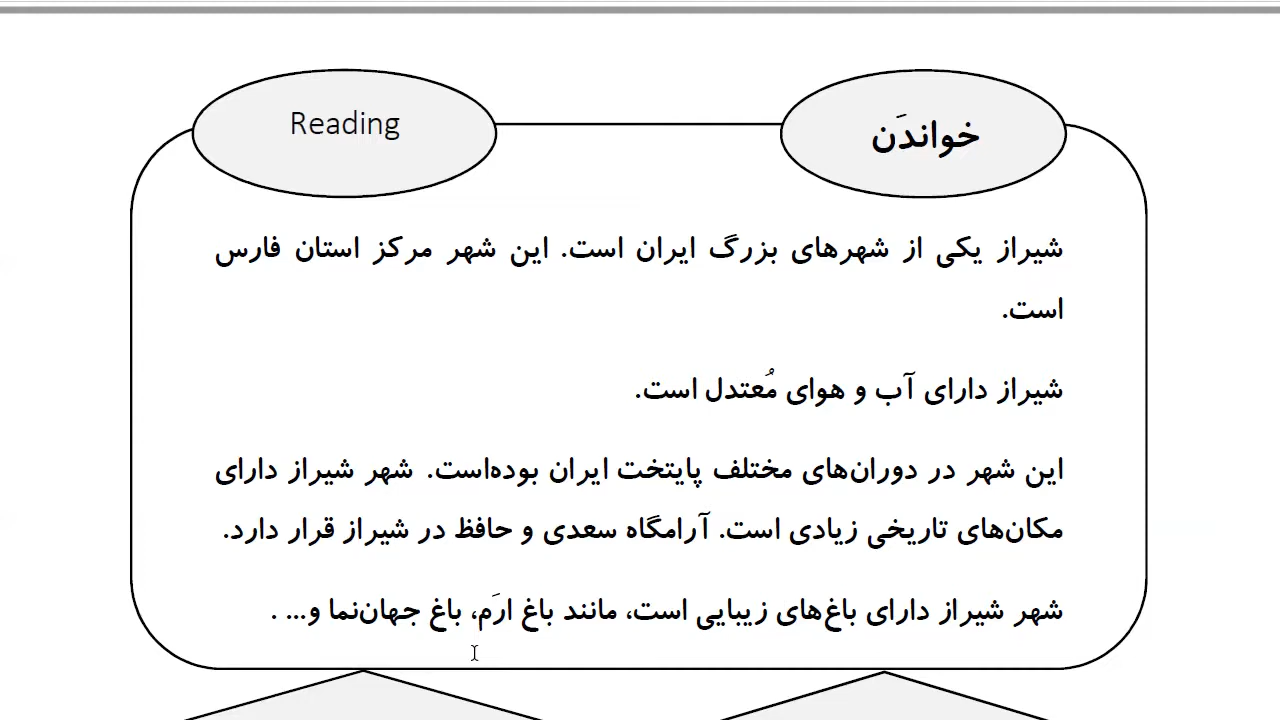 خواندَن
Reading
شیراز یکی از شهرهای بزرگ ایران است. این شهر مرکز استان فارس
است.
شیراز دارای آب و هوای مُعتدل است.
این شهر در دوران‌های مختلف پایتخت ایران بوده‌است. شهر شیراز دارای
مکان‌های تاریخی زیادی است. آرامگاه سعدی و حافظ در شیراز قرار دارد.
شهر شیراز دارای باغ‌های زیبایی است، مانند باغ ارَم، باغ جهان‌نما و... .